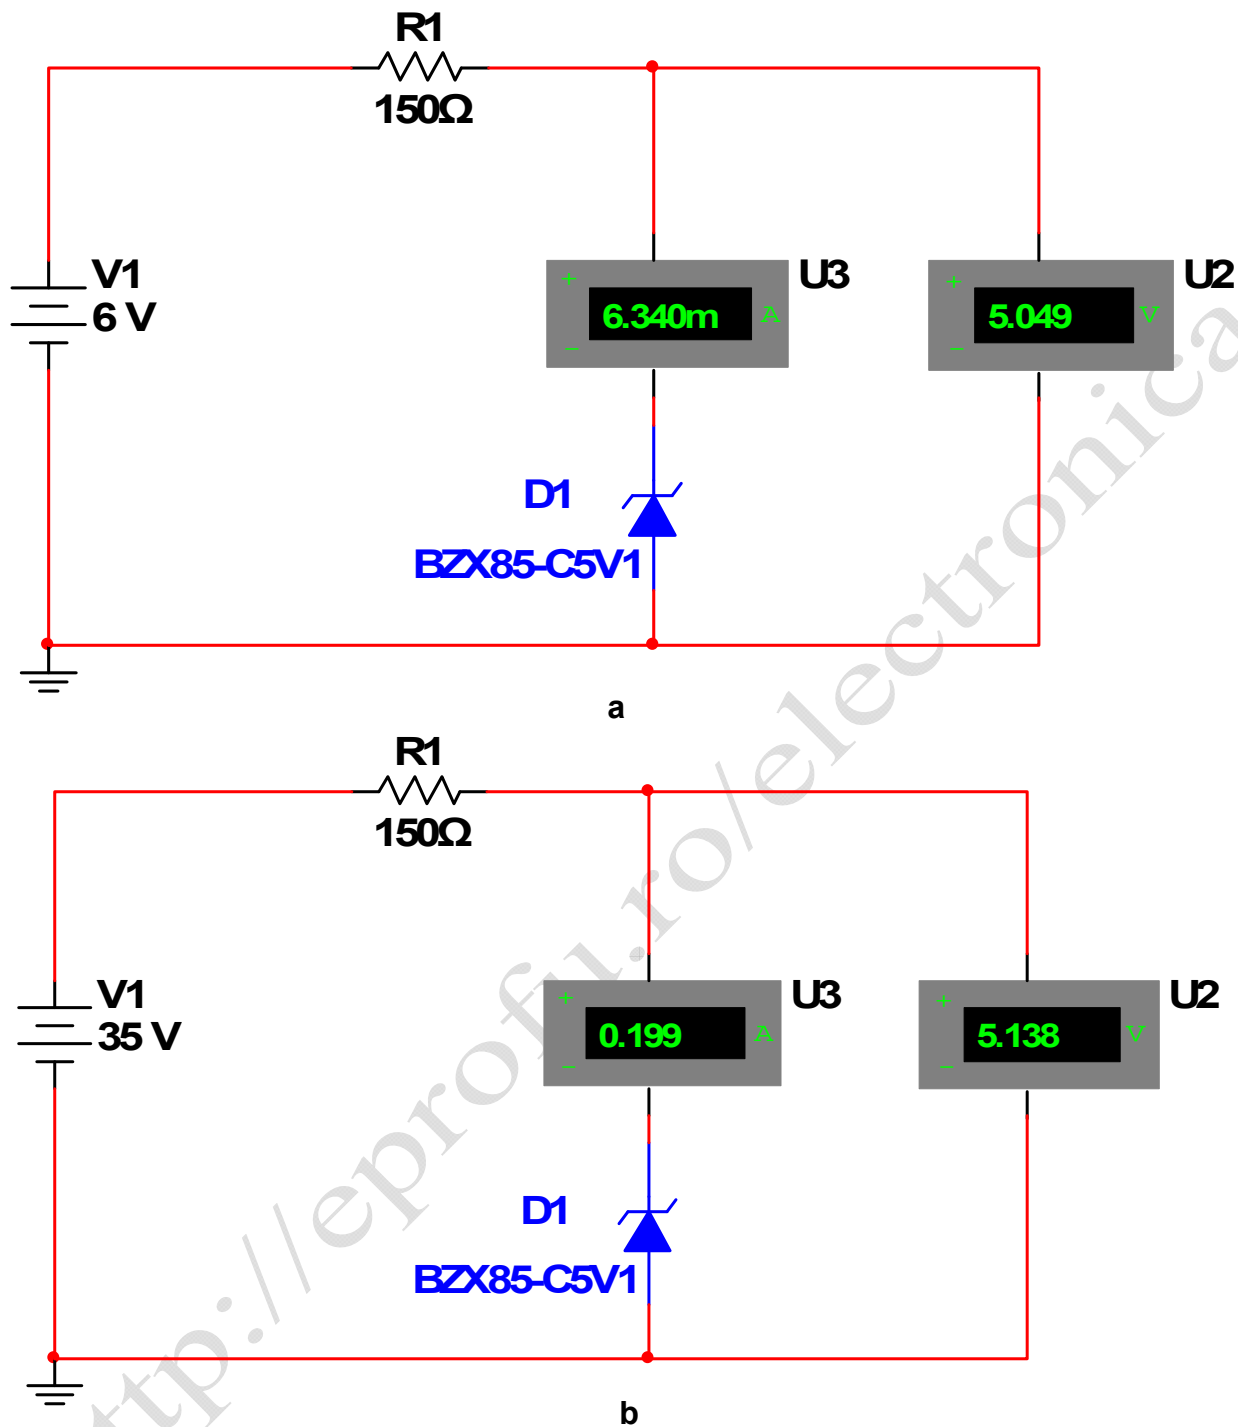 R1
150Ω
V1
6 V
+
6.340m A
−
U3
+
5.049 V
−
U2
D1
BZX85-C5V1
a
R1
150Ω
V1
35 V
+
0.199 A
−
U3
+
5.138 V
−
U2
D1
BZX85-C5V1
b
ttp://eprofu.ro/electronica